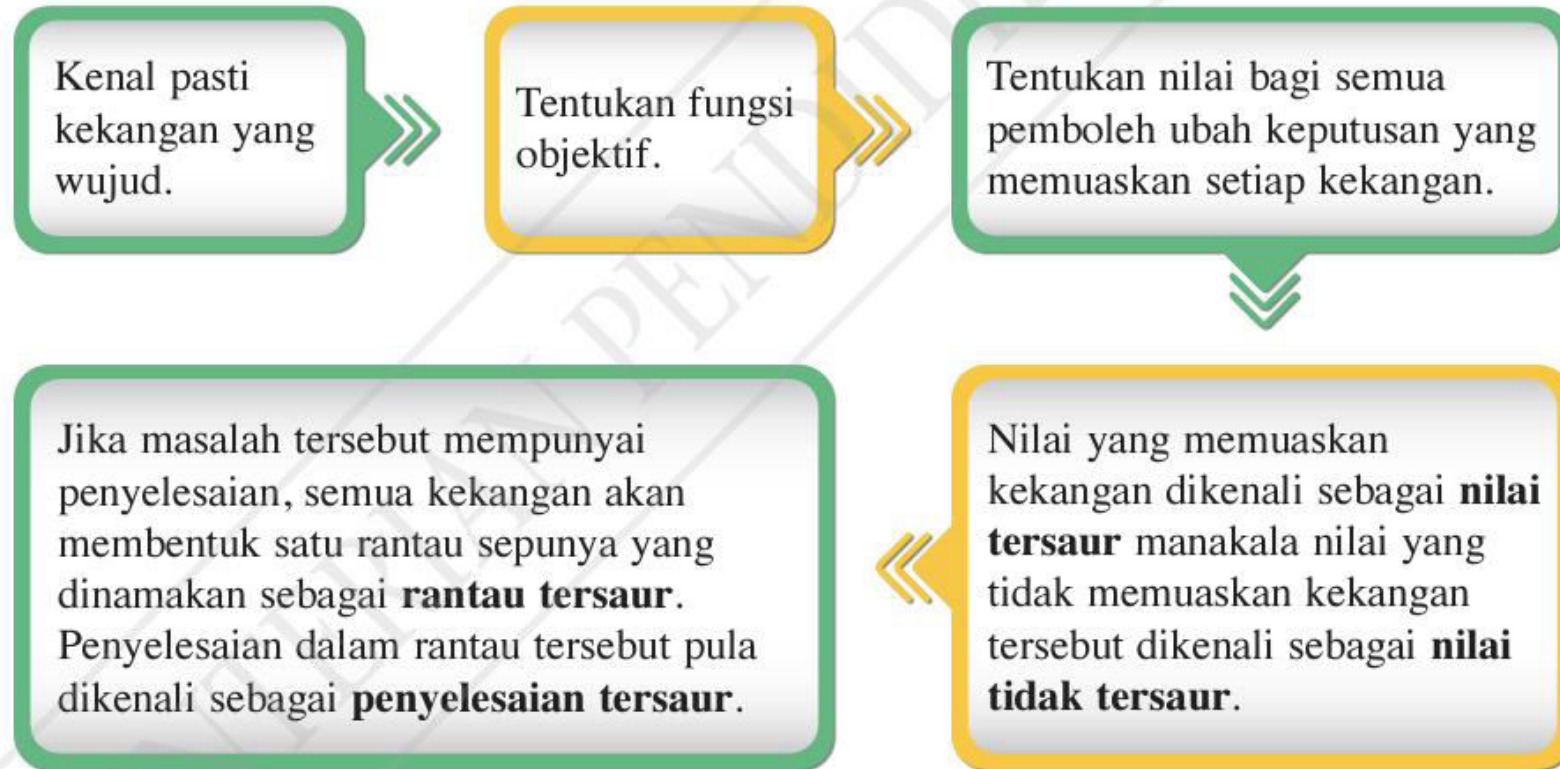 Kenal pasti
kekangan yang
wujud.
Tentukan fungsi
objektif.
Tentukan nilai bagi semua
pemboleh ubah keputusan yang
memuaskan setiap kekangan.
Nilai yang memuaskan
kekangan dikenali sebagai nilai
tersaur manakala nilai yang
tidak memuaskan kekangan
tersebut dikenali sebagai nilai
tidak tersaur.
Jika masalah tersebut mempunyai
penyelesaian, semua kekangan akan
membentuk satu rantau sepunya yang
dinamakan sebagai rantau tersaur.
Penyelesaian dalam rantau tersebut pula
dikenali sebagai penyelesaian tersaur.